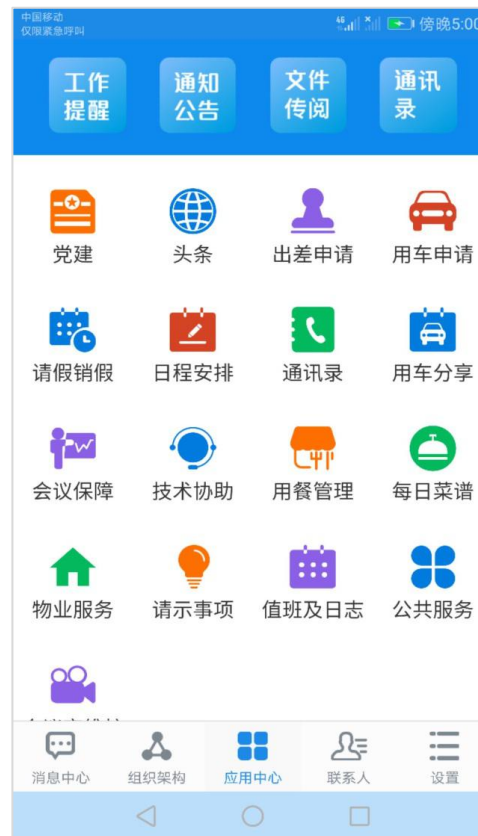 中国移动
仅限紧急呼叫
46
傍晚5:00
工作
提醒
通知
公告
文件
传阅
通讯
录
党建
头条
出差申请
用车申请
请假销假
日程安排
通讯录
用车分享
会议保障
技术协助
用餐管理
每日菜谱
物业服务
请示事项
值班及日志
公共服务
消息中心
组织架构
应用中心
联系人
设置